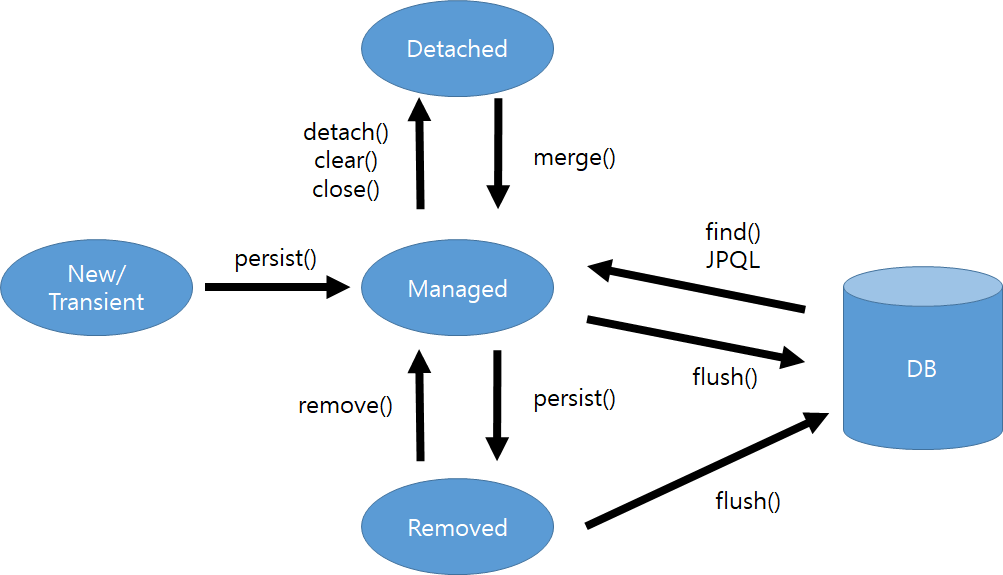 Detached
detach()
clear()
close()
merge()
find()
JPQL
New/
Transient
persist()
Managed
DB
flush()
remove()
persist()
flush()
Removed